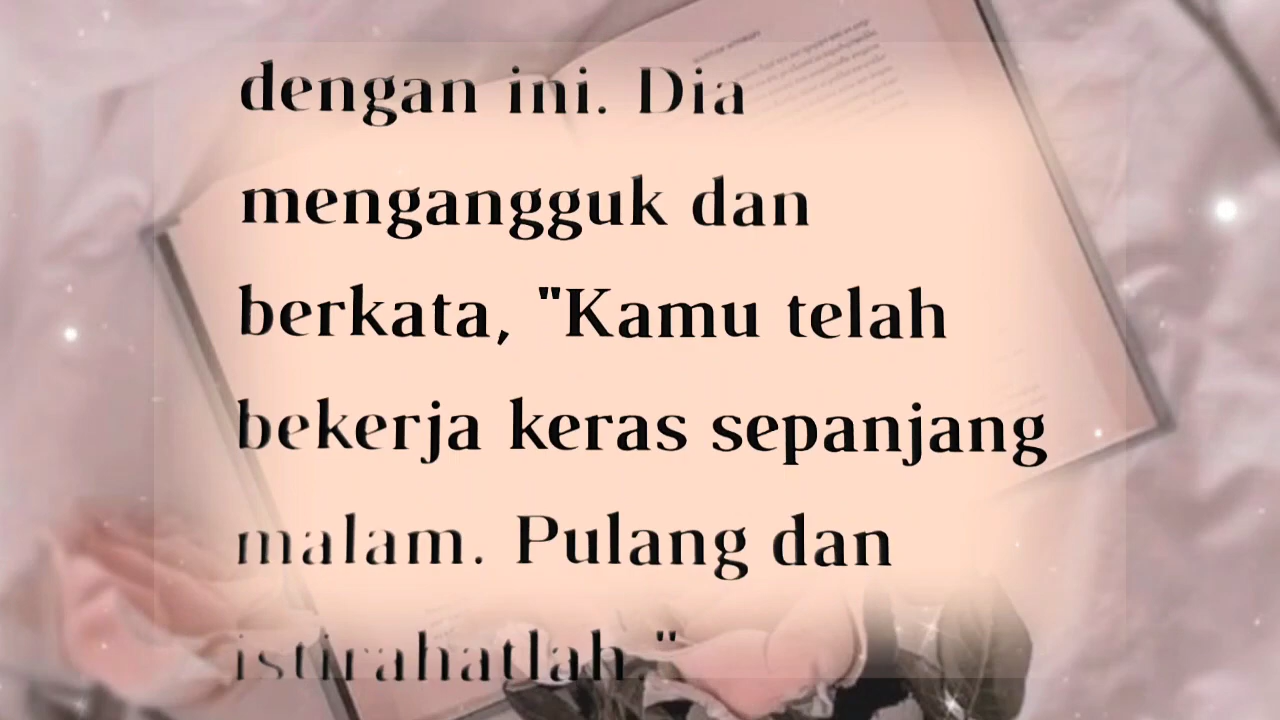 dengan ini. Dia
mengangguk dan
berkata, "Kamu telah
bekerja keras sepanjang
malam. Pulang dan
istirahatlah."